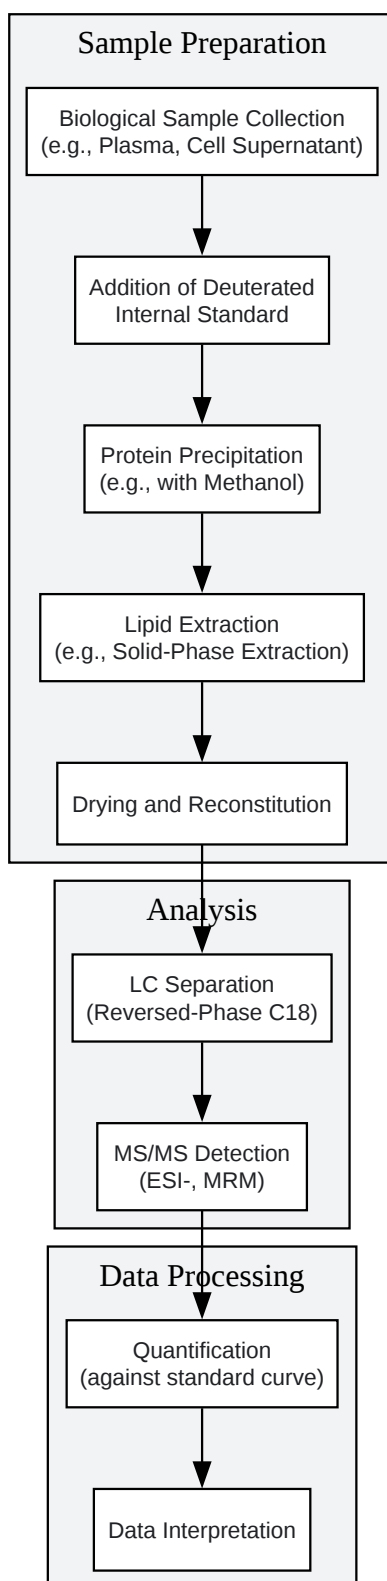 Sample Preparation
Biological Sample Collection
(e.g., Plasma, Cell Supernatant)
Addition of Deuterated
Internal Standard
Protein Precipitation
(e.g., with Methanol)
Lipid Extraction
(e.g., Solid-Phase Extraction)
Drying and Reconstitution
Analysis
LC Separation
(Reversed-Phase C18)
MS/MS Detection
(ESI-, MRM)
Data Processing
Quantification
(against standard curve)
Data Interpretation